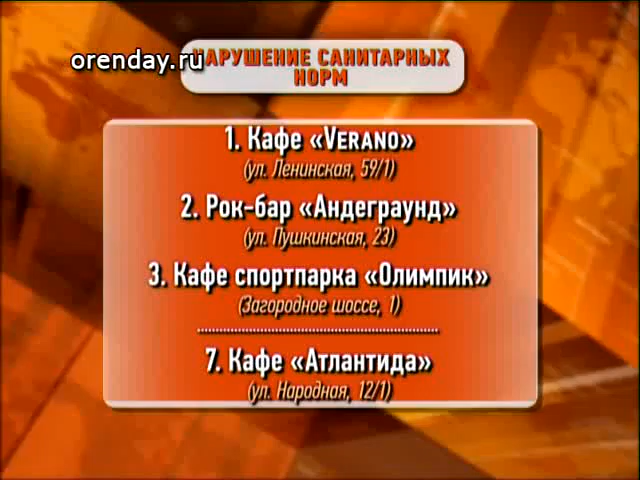 orenday.ru
НАРУШЕНИЕ САНИТАРНЫХ
НОРМ
1. Кафе «VERANO»
(ул. Ленинская, 59/1)
2. Рок-бар «Андеграунд»
(ул. Пушкинская, 23)
3. Кафе спортпарка «Олимпик»
(Загородное шоссе, 1)
7. Кафе «Атлантида»
(ул. Народная, 12/1)